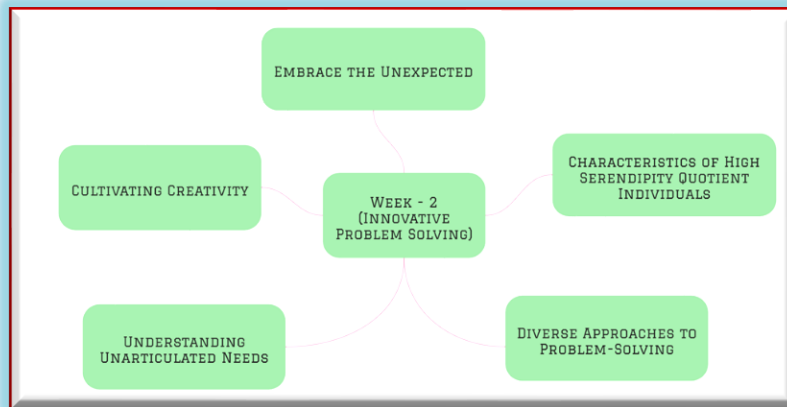 Embrace the Unexpected
Cultivating Creativity
Characteristics of High
Serendipity Quotient
Individuals
Week - 2
(Innovative
Problem Solving)
Understanding
Unarticulated Needs
Diverse Approaches to
Problem-Solving